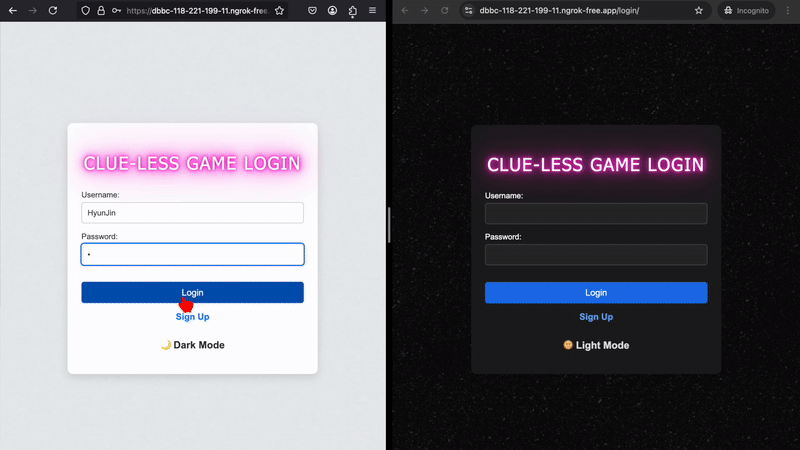 https://dbbc-118-221-199-11.ngrok-free.
CLUE-LESS GAME LOGIN
Username:
HyunJin
Password:
Login
Sign Up
🌙 Dark Mode
dbbc-118-221-199-11.ngrok-free.app/login/
Incognito
CLUE-LESS GAME LOGIN
Username:
Password:
Login
Sign Up
🌞 Light Mode